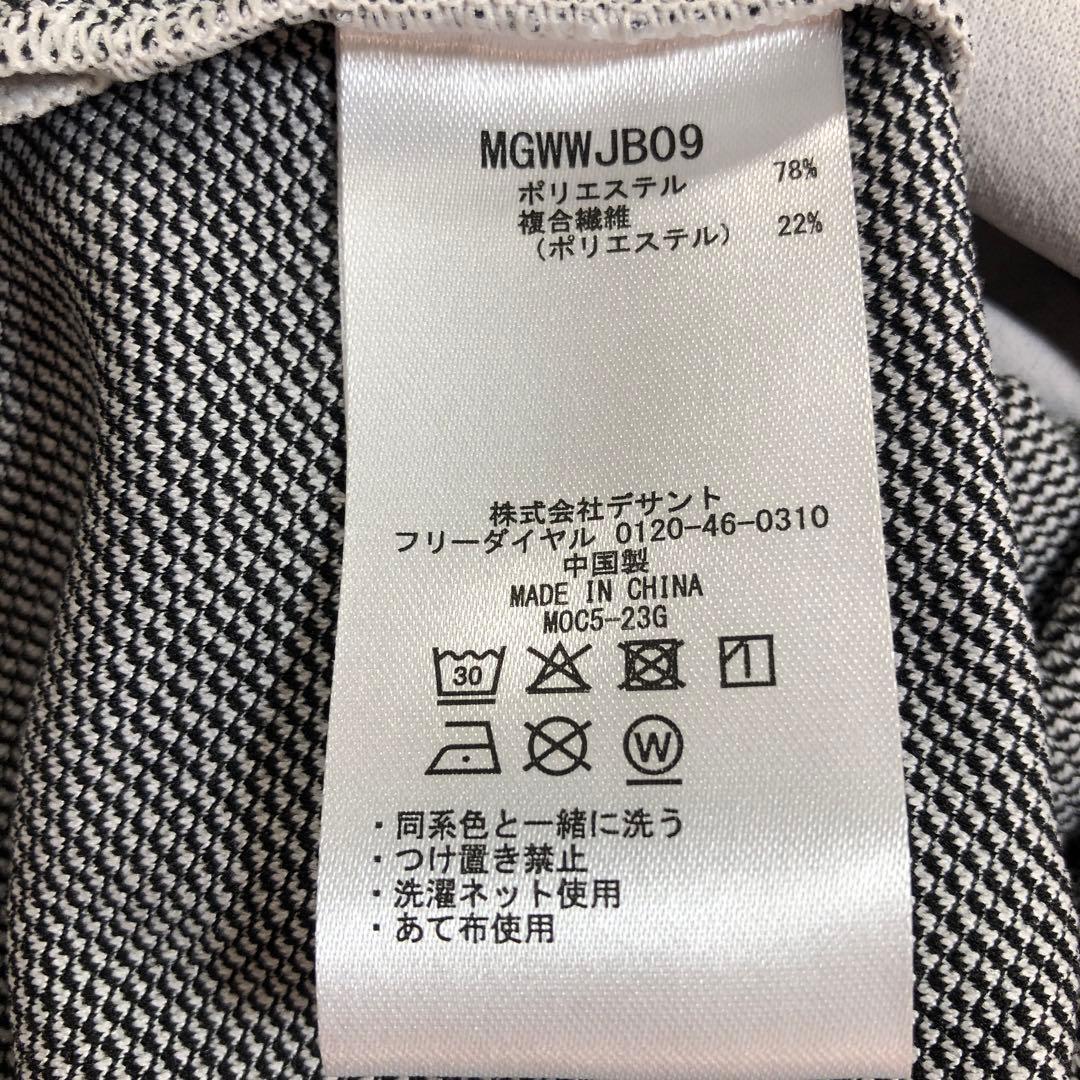 MGWWJB09
ポリエステル 78%
複合繊維
(ポリエステル) 22%
株式会社デサント
フリーダイヤル 0120-46-0310
中国製
MADE IN CHINA
MOC5-23G
30
W
・同系色と一緒に洗う
・つけ置き禁止
・洗濯ネット使用
・あて布使用